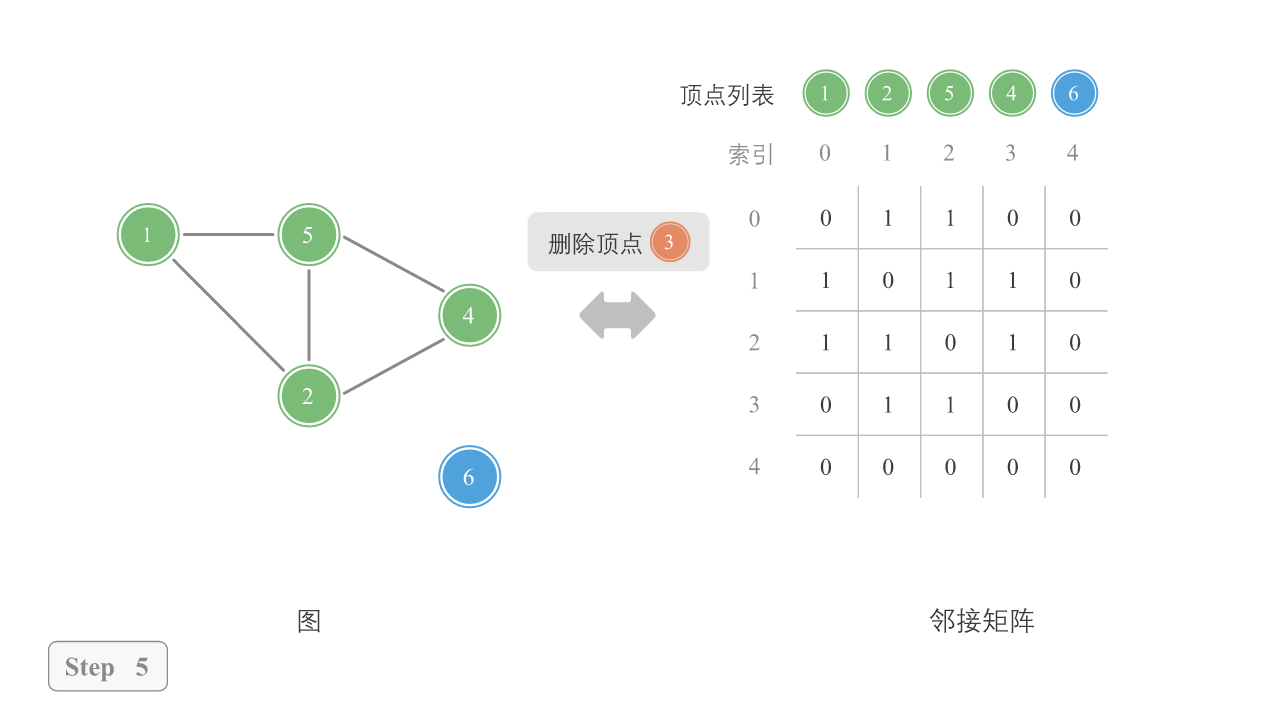 顶点列表 1 2 5 4 6
索引 0 1 2 3 4
0 0 1 1 0 0
1 1 0 1 1 0
2 1 1 0 1 0
3 0 1 1 0 0
4 0 0 0 0 0
1
5
4
2
6
删除顶点 3
图
邻接矩阵
Step 5